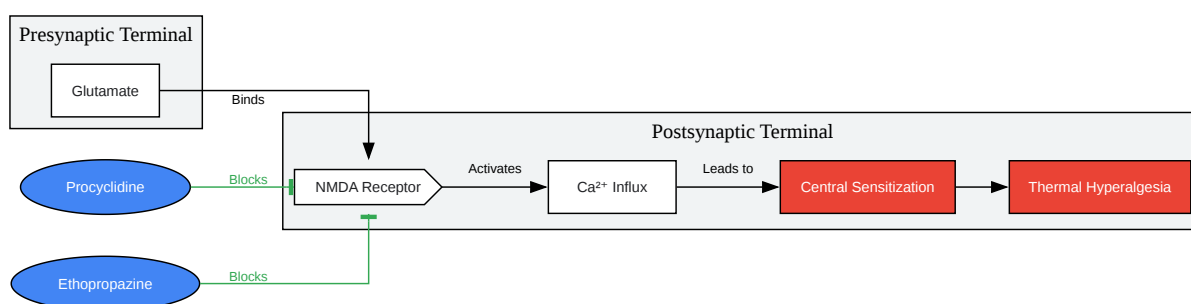 Presynaptic Terminal
Glutamate
Binds
Postsynaptic Terminal
Procyclidine
Blocks
NMDA Receptor
Activates
Ca²⁺ Influx
Leads to
Central Sensitization
Thermal Hyperalgesia
Ethopropazine
Blocks